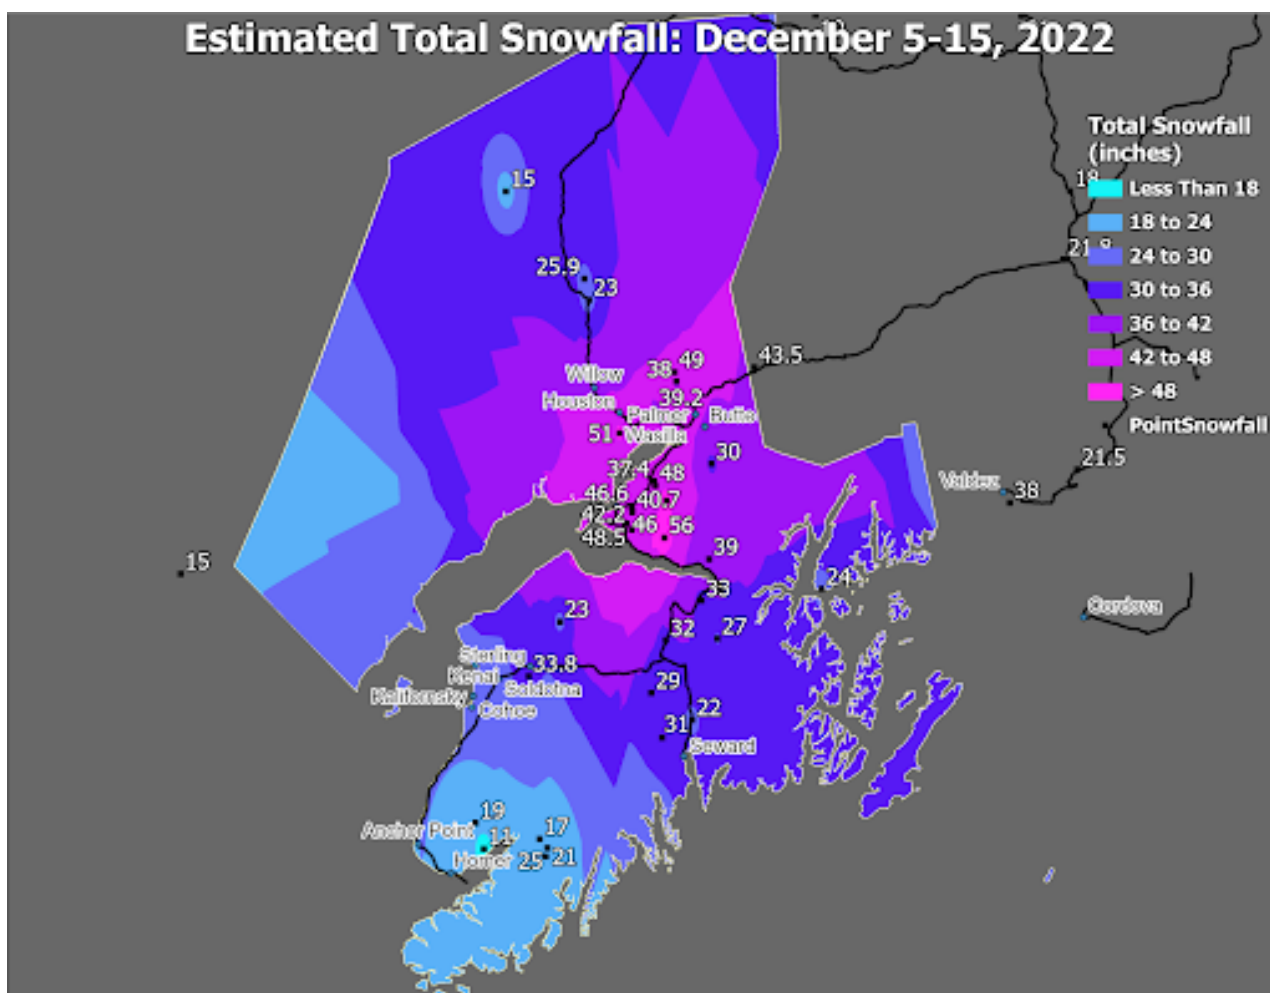 Estimated Total Snowfall: December 5-15, 2022
Total Snowfall
(inches)
Less Than 18
18 to 24
24 to 30
30 to 36
36 to 42
42 to 48
> 48
PointSnowfall
15
18
21.8
25.9
23
43.5
49
38
Willow
39.2
Houston
Palmer
Butte
51
Wasilla
30
37.4
48
21.5
Valdez
38
46.6
40.7
42.2
46
56
48.5
39
15
24
33
Cordova
23
32
27
Sterling
33.8
Kenai
Soldotna
29
Kalifornsky
Cohoe
22
31
Seward
19
Anchor Point
11
17
Homer
25
21